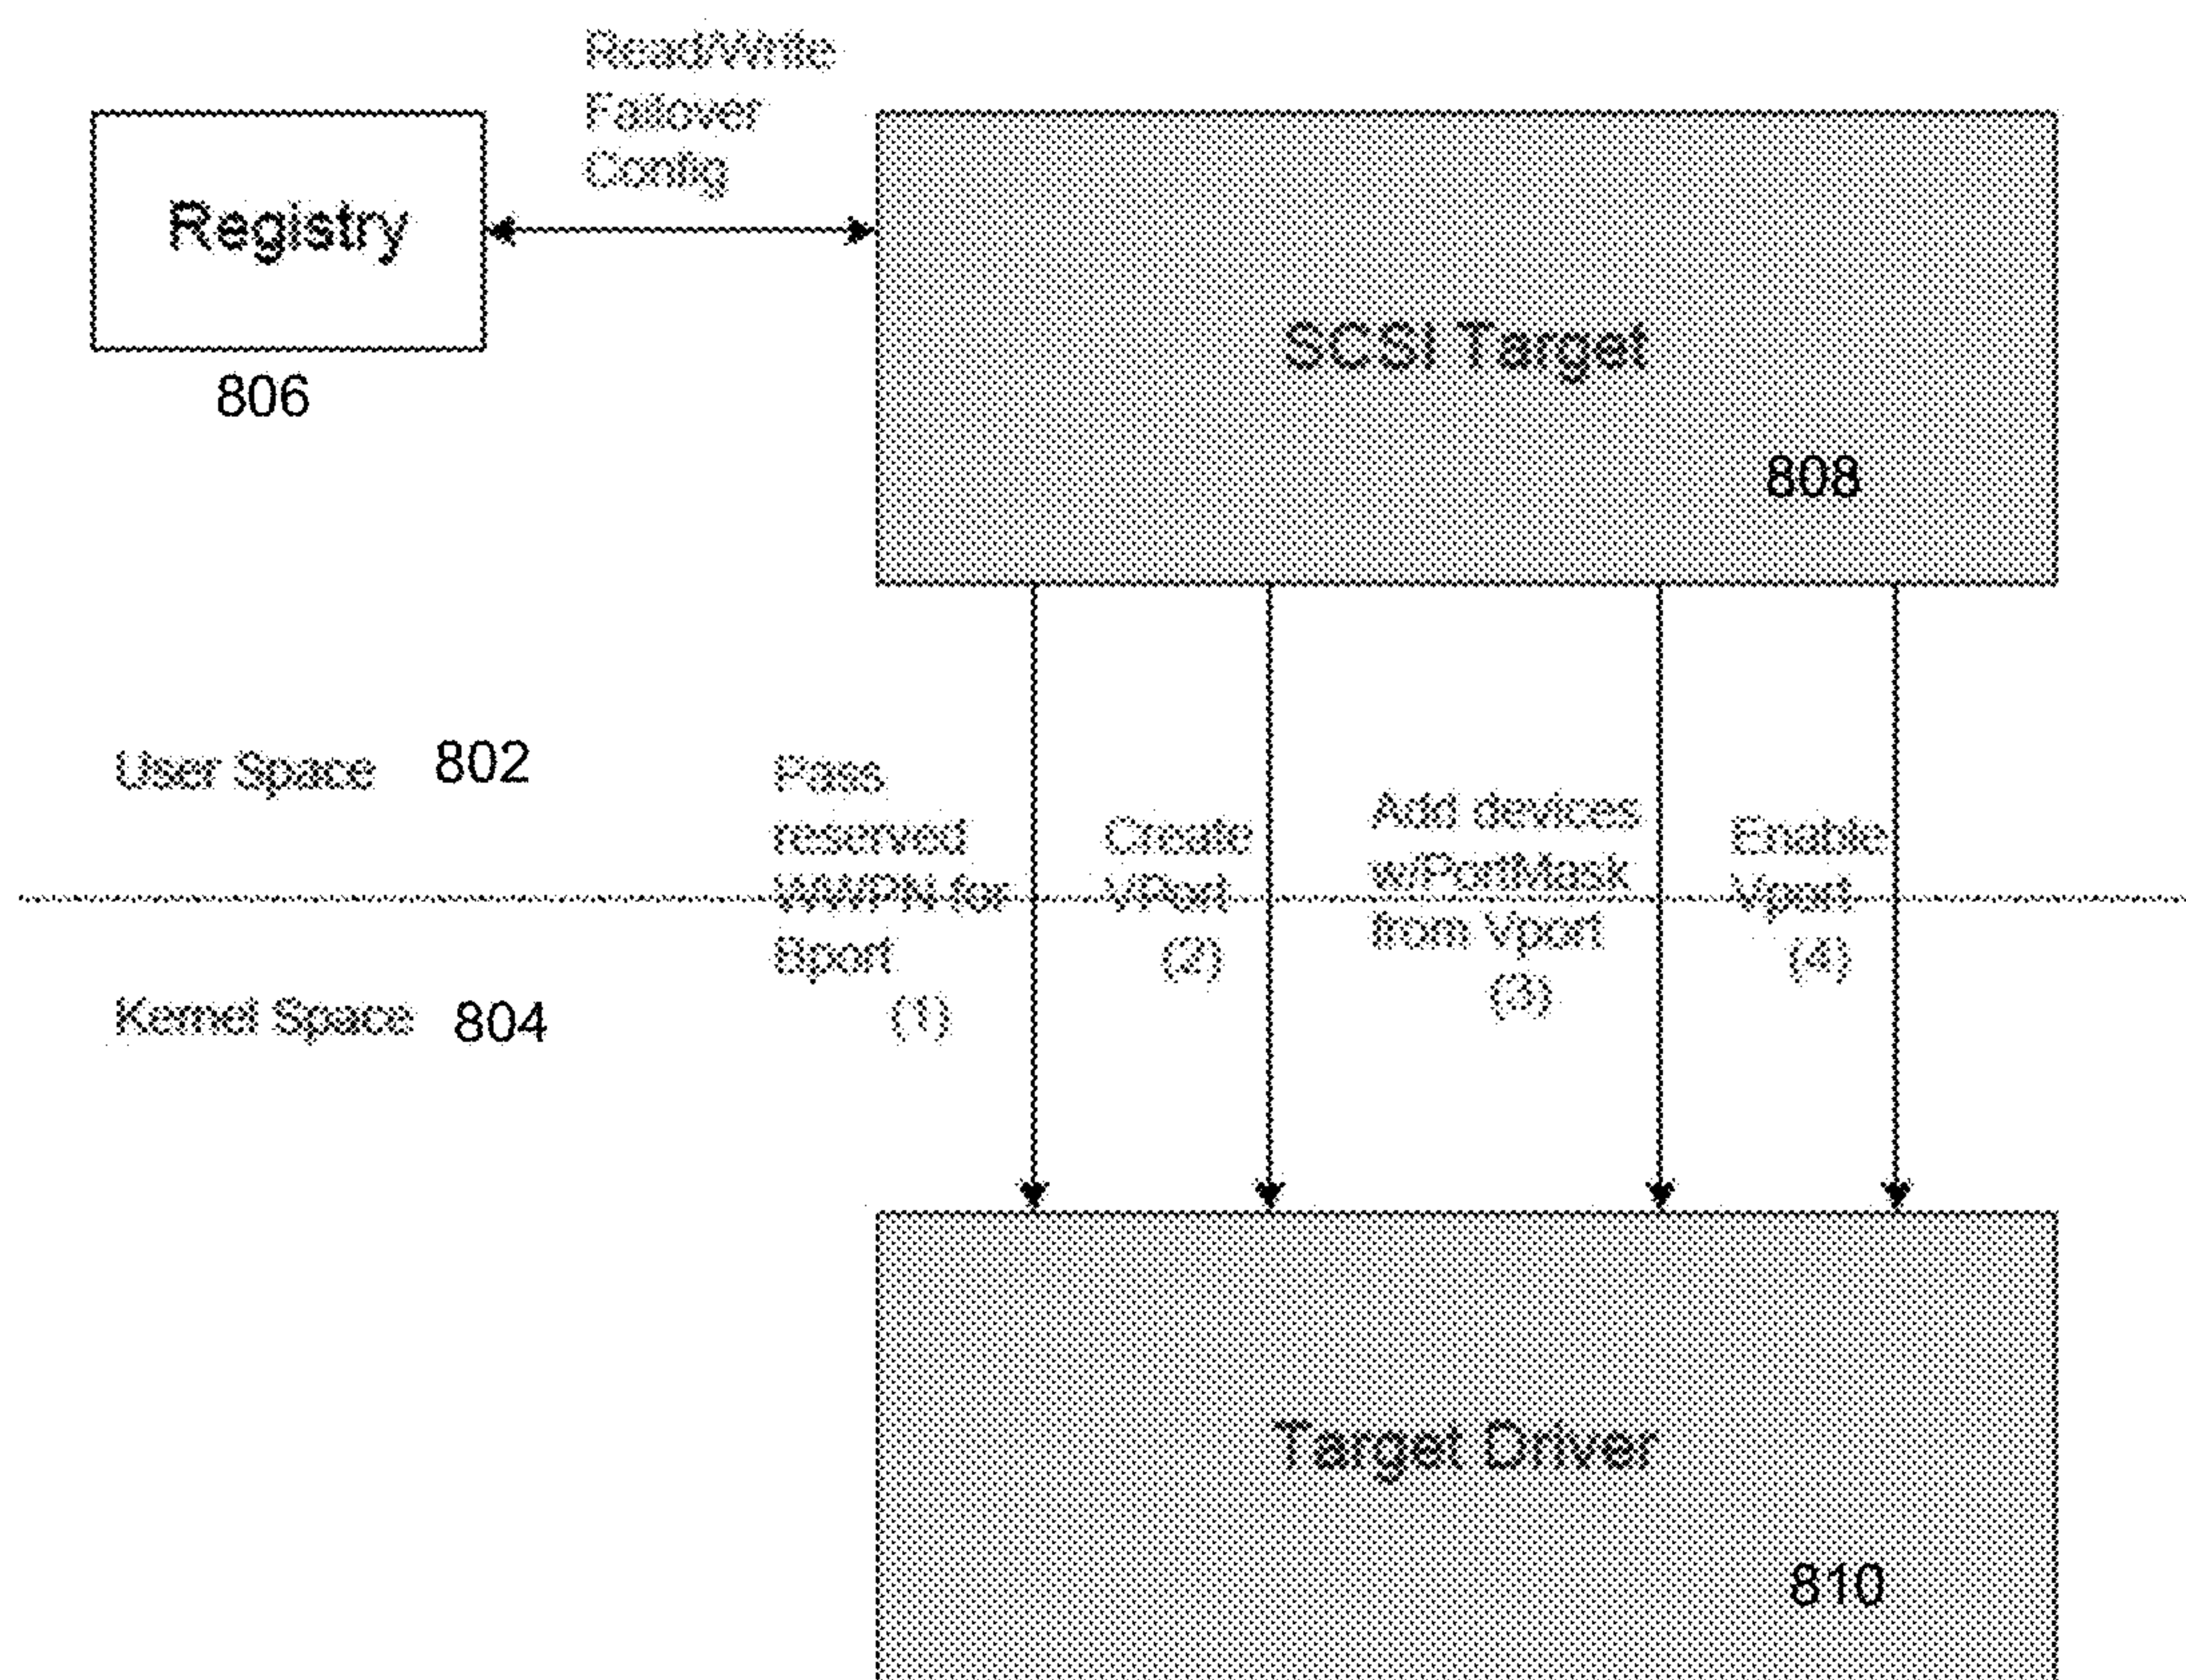 Read/Write
Failover
Config
Registry
806
SCSI Target
808
User Space 802
Kernel Space 804
Pass
reserved
WWPN for
Bport
(1)
Create
VPort
(2)
Add devices
w/PortMask
from Vport
(3)
Enable
Vport
(4)
Target Driver
810